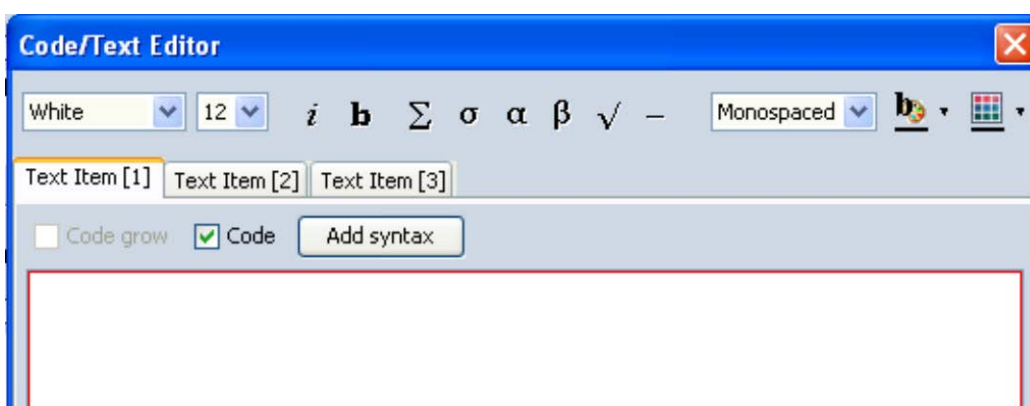 Code/Text Editor
White 12 i b Σ σ α β √ – Monospaced b
Text Item [1] Text Item [2] Text Item [3]
Code grow Code Add syntax